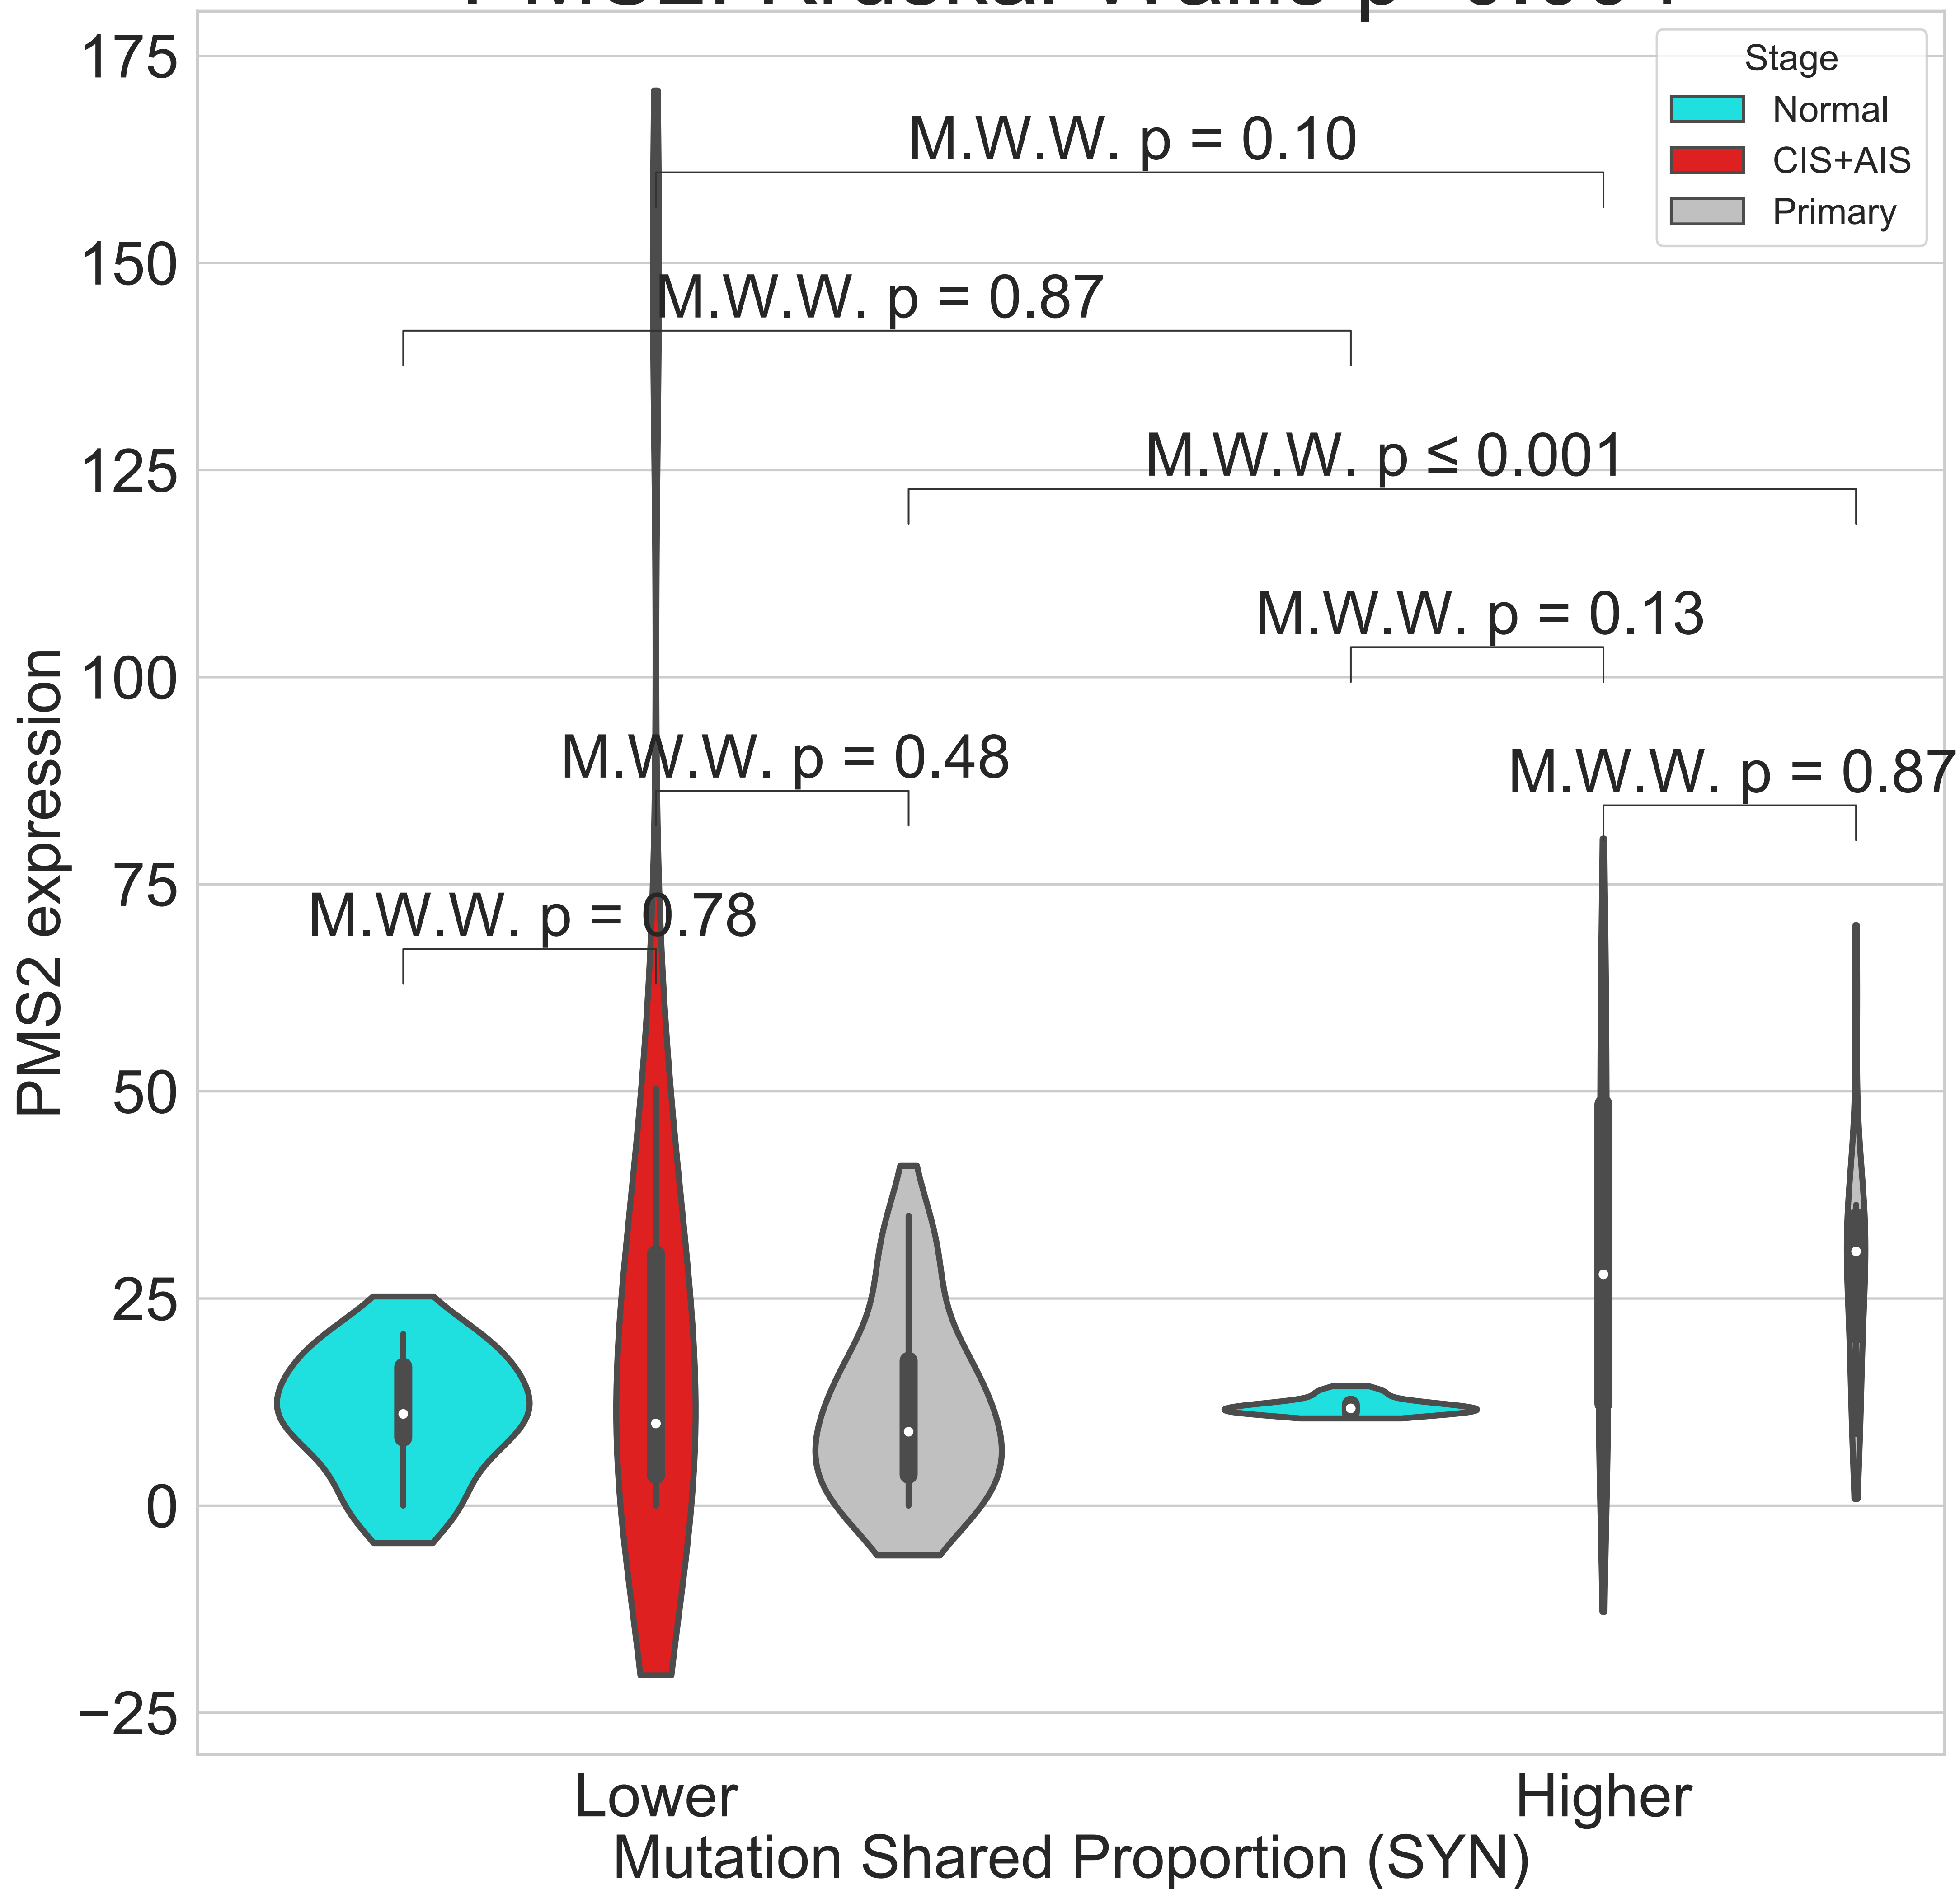 175
150
125
100
75
50
25
0
−25
PMS2 expression
Stage
Normal
CIS+AIS
Primary
M.W.W. p = 0.10
M.W.W. p = 0.87
M.W.W. p ≤ 0.001
M.W.W. p = 0.13
M.W.W. p = 0.48
M.W.W. p = 0.87
M.W.W. p = 0.78
Lower
Higher
Mutation Shared Proportion (SYN)